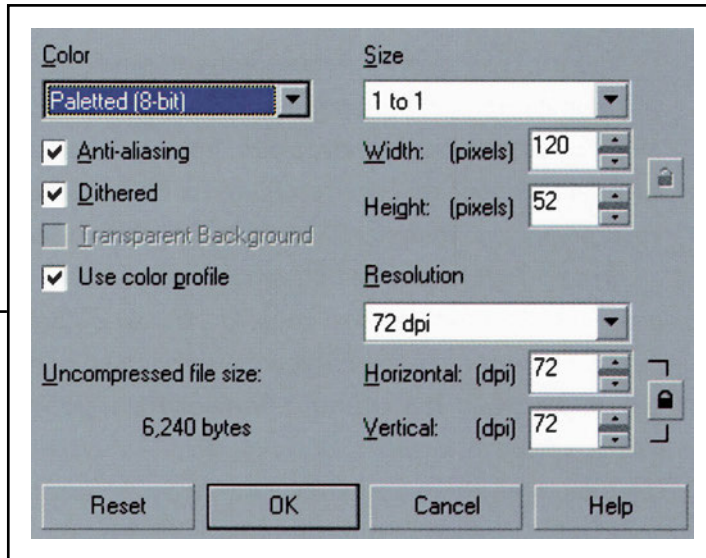 Color
Paletted (8-bit)
Anti-aliasing
Dithered
Transparent Background
Use color profile
Uncompressed file size:
6,240 bytes
Size
1 to 1
Width: (pixels) 120
Height: (pixels) 52
Resolution
72 dpi
Horizontal: (dpi) 72
Vertical: (dpi) 72
Reset OK Cancel Help